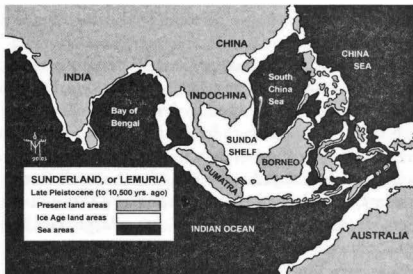 CHINA
CHINA
SEA
INDIA
INDOCHINA
South
China
Sea
Bay of
Bengal
SUNDA
SHELF
BORNEO
SUMATRA
SUNDERLAND, or LEMURIA
Late Pleistocene (to 10,500 yrs. ago)
Present land areas
Ice Age land areas
Sea areas
INDIAN OCEAN
AUSTRALIA